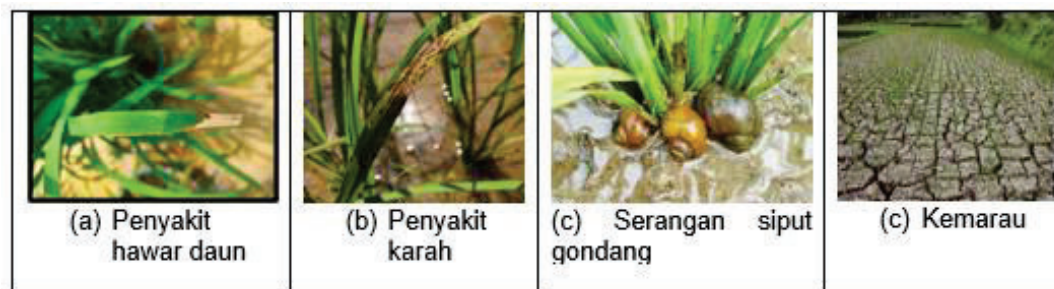 (a) Penyakit
hawar daun
(b) Penyakit
karah
(c) Serangan siput
gondang
(c) Kemarau